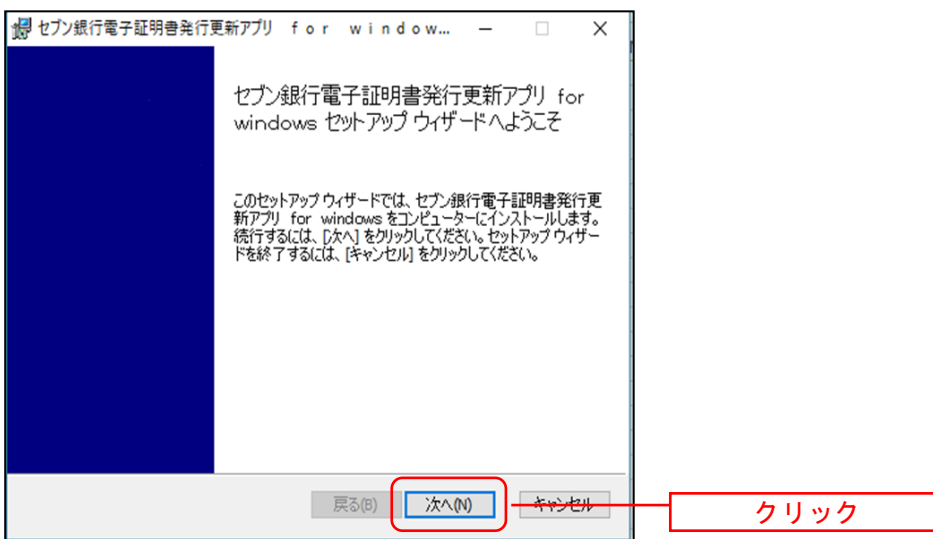 セブン銀行電子証明書発行更新アプリ　ｆｏｒ　ｗｉｎｄｏｗ...
セブン銀行電子証明書発行更新アプリ for
windows セットアップ ウィザードへようこそ
このセットアップ ウィザードでは、セブン銀行電子証明書発行更
新アプリ for windows をコンピューターにインストールします。
続行するには、[次へ] をクリックしてください。セットアップ ウィザー
ドを終了するには、[キャンセル] をクリックしてください。
戻る(B) 次へ(N) キャンセル
クリック